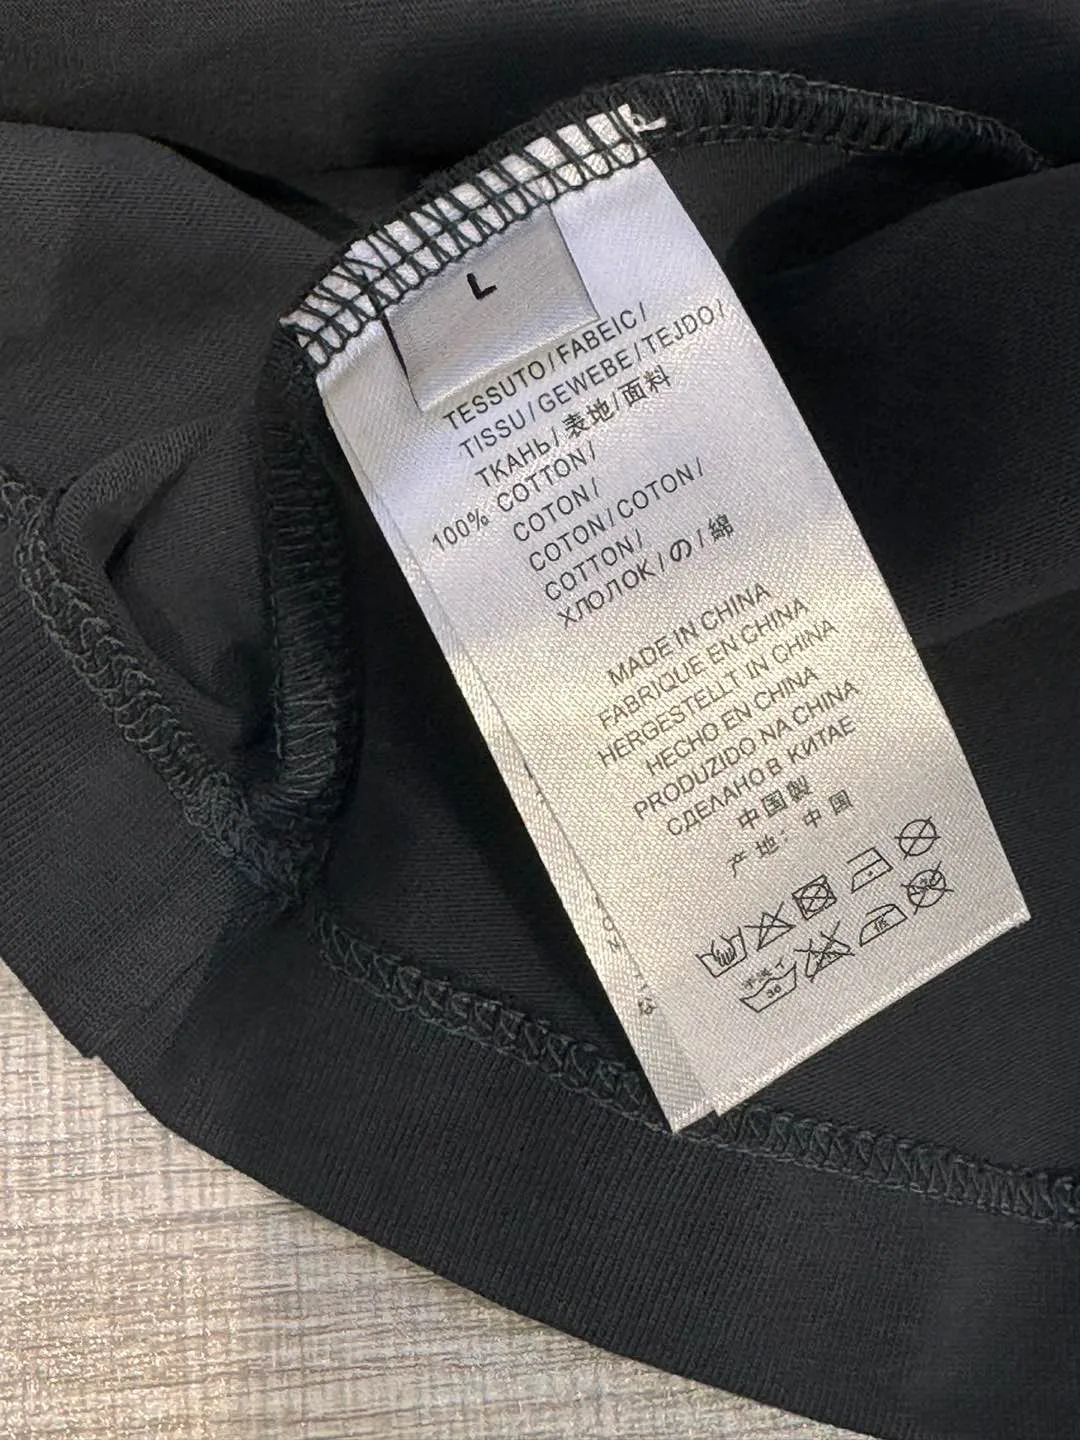 L
TESSUTO/FABEIC/
TISSU/GEWEBE/TEJDO/
ТКАНЬ/表地/面料
100% COTTON/
COTON/
COTON/COTON/
COTTON/
ХЛОЛОК/の/綿
MADE IN CHINA
FABRIQUE EN CHINA
HERGESTELLT IN CHINA
HECHO EN CHINA
PRODUZIDO NA CHINA
СДЕЛАНО В КИТАЕ
中国製
产地：中国
30